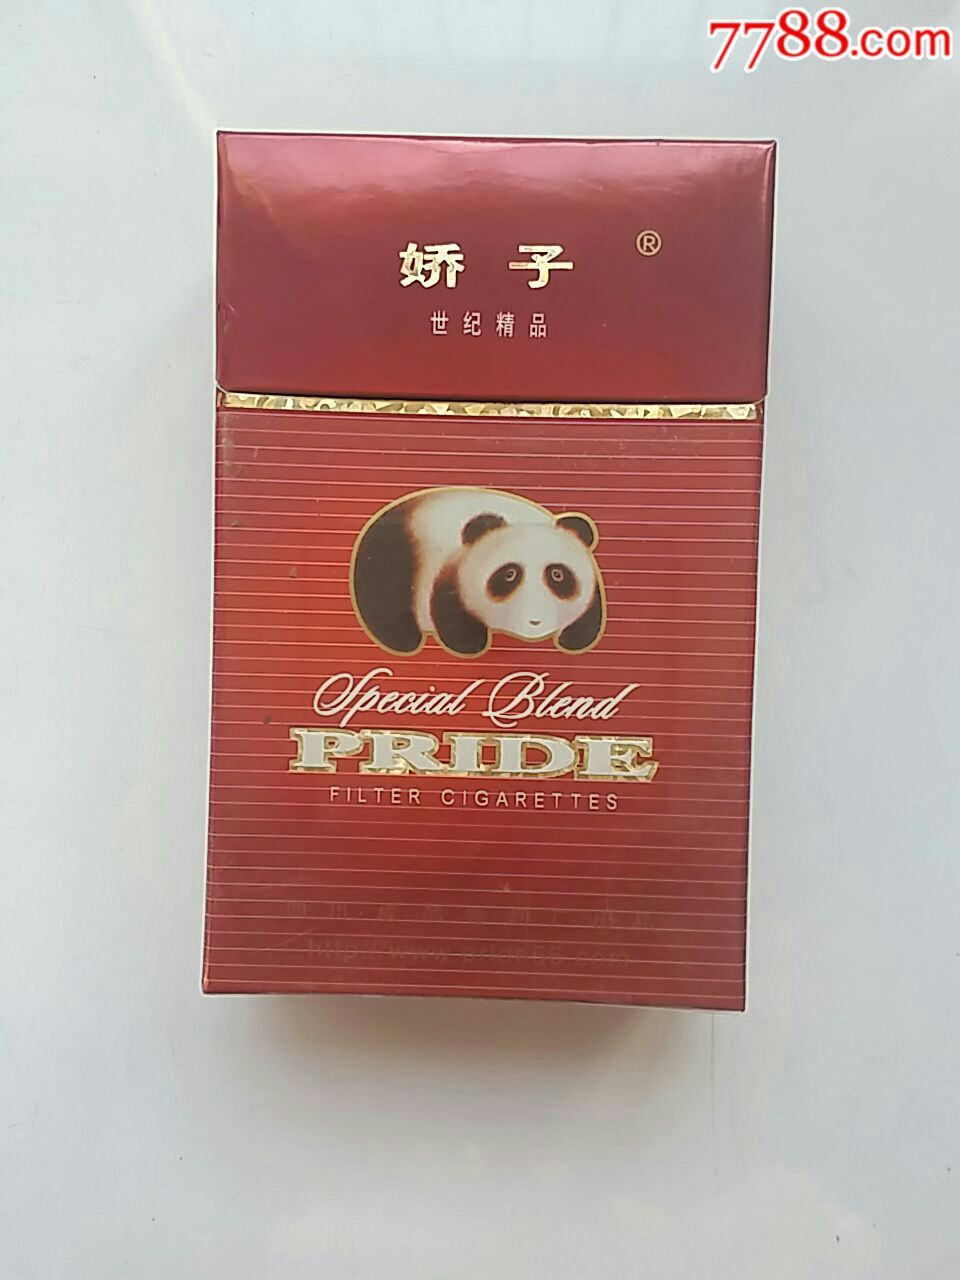 7788.com
娇子 ®
世纪精品
Special Blend
PRIDE
FILTER CIGARETTES